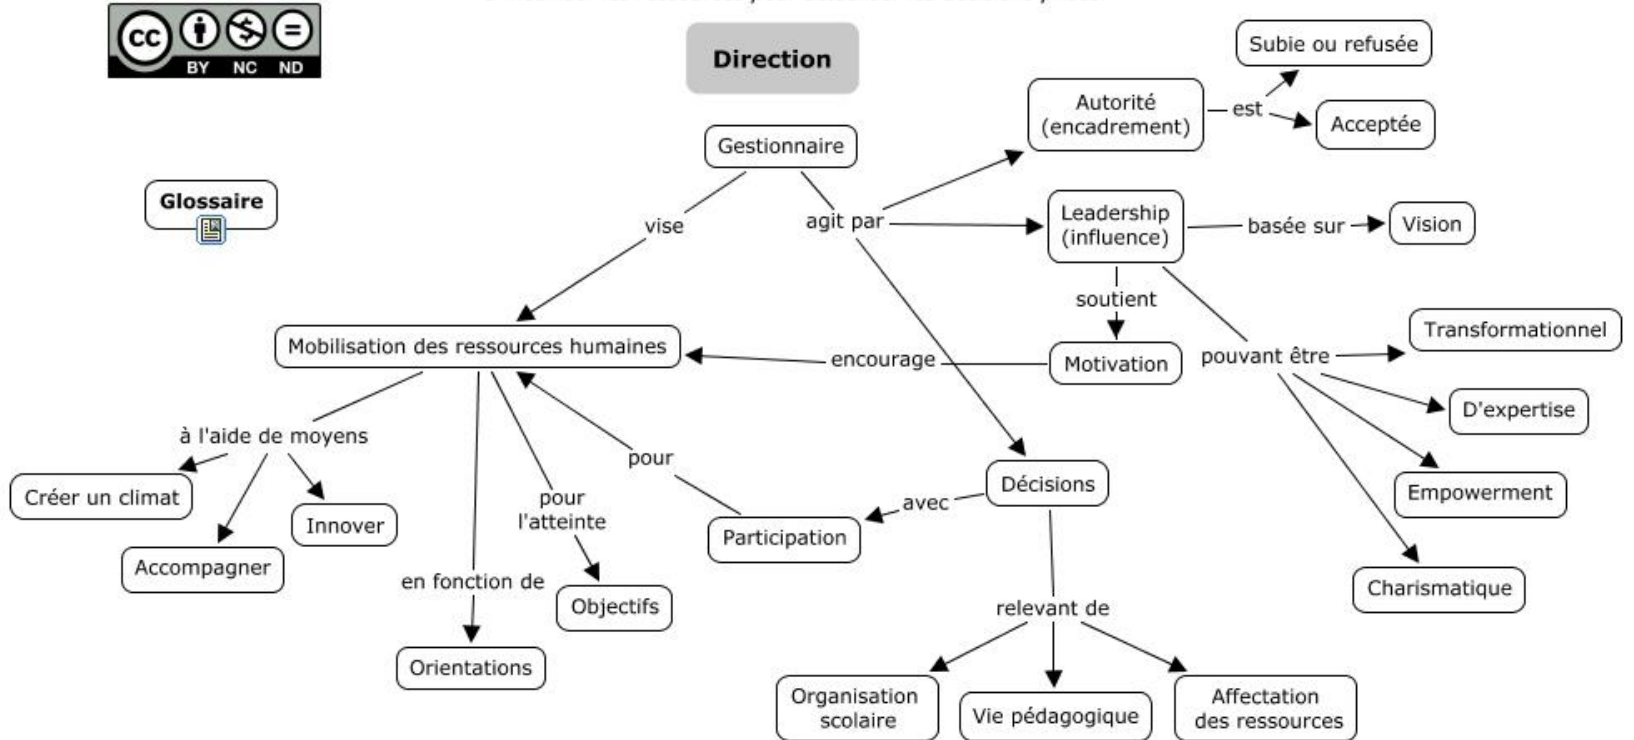 cc
BY NC ND
Direction
Gestionnaire
Glossaire
vise
agit par
Autorité
(encadrement)
est
Subie ou refusée
Acceptée
Leadership
(influence)
basée sur
Vision
soutient
Motivation
encourage
Mobilisation des ressources humaines
pouvant être
Transformationnel
D'expertise
Empowerment
Charismatique
à l'aide de moyens
Créer un climat
Accompagner
Innover
en fonction de
Orientations
pour
l'atteinte
Objectifs
pour
Participation
avec
Décisions
relevant de
Organisation
scolaire
Vie pédagogique
Affectation
des ressources